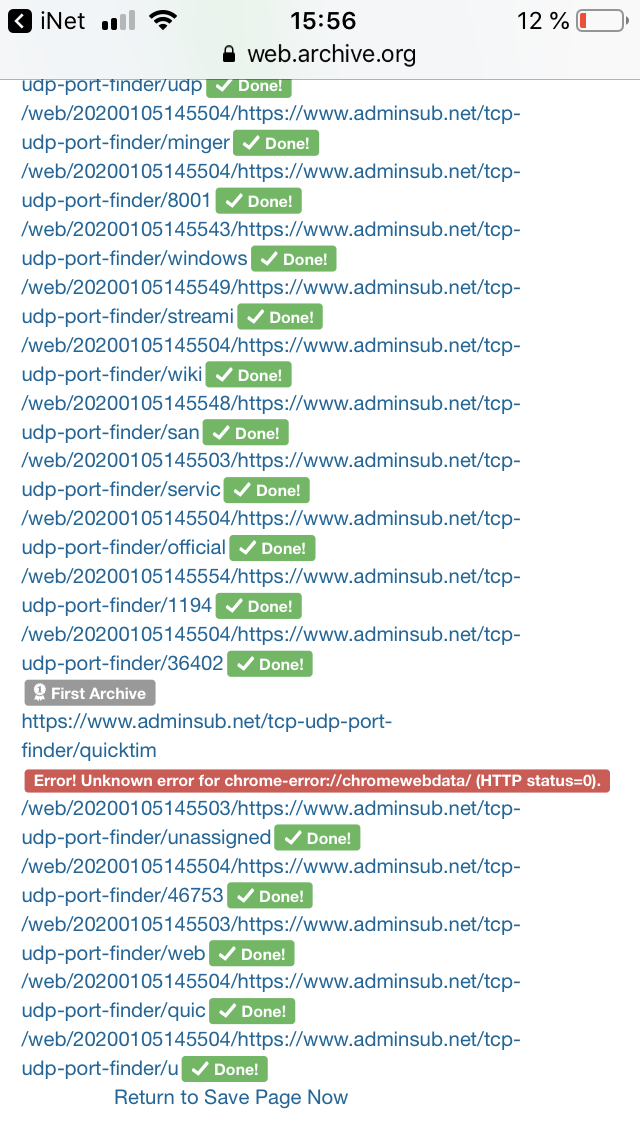 iNet 15:56 12 %
web.archive.org
udp-port-finder/udp Done!
/web/20200105145504/https://www.adminsub.net/tcp-
udp-port-finder/minger Done!
/web/20200105145504/https://www.adminsub.net/tcp-
udp-port-finder/8001 Done!
/web/20200105145543/https://www.adminsub.net/tcp-
udp-port-finder/windows Done!
/web/20200105145549/https://www.adminsub.net/tcp-
udp-port-finder/streami Done!
/web/20200105145504/https://www.adminsub.net/tcp-
udp-port-finder/wiki Done!
/web/20200105145548/https://www.adminsub.net/tcp-
udp-port-finder/san Done!
/web/20200105145503/https://www.adminsub.net/tcp-
udp-port-finder/servic Done!
/web/20200105145504/https://www.adminsub.net/tcp-
udp-port-finder/official Done!
/web/20200105145554/https://www.adminsub.net/tcp-
udp-port-finder/1194 Done!
/web/20200105145504/https://www.adminsub.net/tcp-
udp-port-finder/36402 Done!
First Archive
https://www.adminsub.net/tcp-udp-port-
finder/quicktim
Error! Unknown error for chrome-error://chromewebdata/ (HTTP status=0).
/web/20200105145503/https://www.adminsub.net/tcp-
udp-port-finder/unassigned Done!
/web/20200105145504/https://www.adminsub.net/tcp-
udp-port-finder/46753 Done!
/web/20200105145503/https://www.adminsub.net/tcp-
udp-port-finder/web Done!
/web/20200105145504/https://www.adminsub.net/tcp-
udp-port-finder/quic Done!
/web/20200105145504/https://www.adminsub.net/tcp-
udp-port-finder/u Done!
Return to Save Page Now